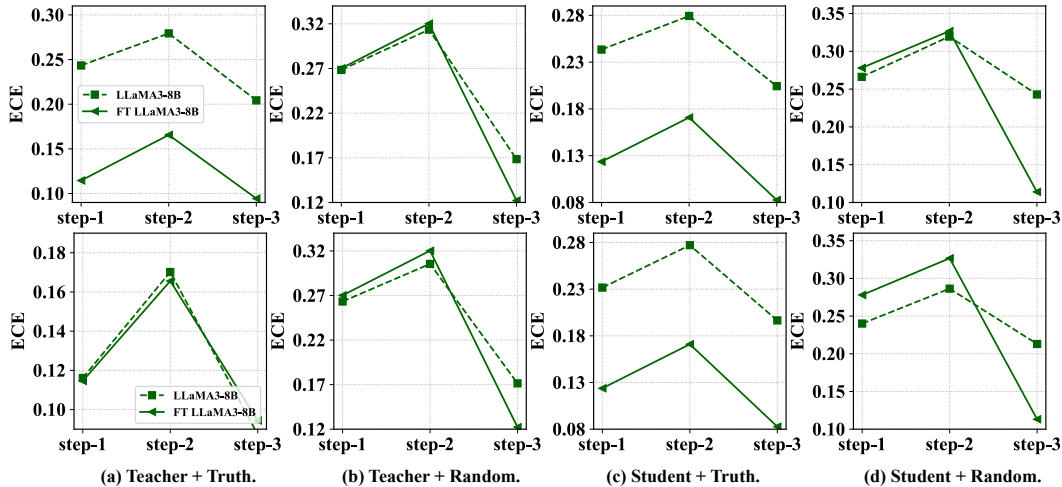 ECE
0.30
0.25
0.20
0.15
0.10
LLaMA3-8B
FT LLaMA3-8B
step-1 step-2 step-3
ECE
0.32
0.27
0.22
0.17
0.12
step-1 step-2 step-3
ECE
0.28
0.23
0.18
0.13
0.08
step-1 step-2 step-3
ECE
0.35
0.30
0.25
0.20
0.15
0.10
step-1 step-2 step-3
ECE
0.18
0.16
0.14
0.12
0.10
LLaMA3-8B
FT LLaMA3-8B
step-1 step-2 step-3
(a) Teacher + Truth.
ECE
0.32
0.27
0.22
0.17
0.12
step-1 step-2 step-3
(b) Teacher + Random.
ECE
0.28
0.23
0.18
0.13
0.08
step-1 step-2 step-3
(c) Student + Truth.
ECE
0.35
0.30
0.25
0.20
0.15
0.10
step-1 step-2 step-3
(d) Student + Random.